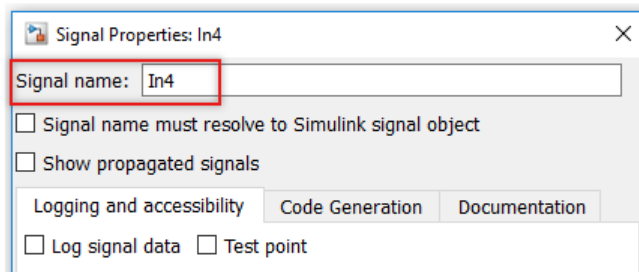 Signal Properties: In4
Signal name: In4
Signal name must resolve to Simulink signal object
Show propagated signals
Logging and accessibility Code Generation Documentation
Log signal data Test point